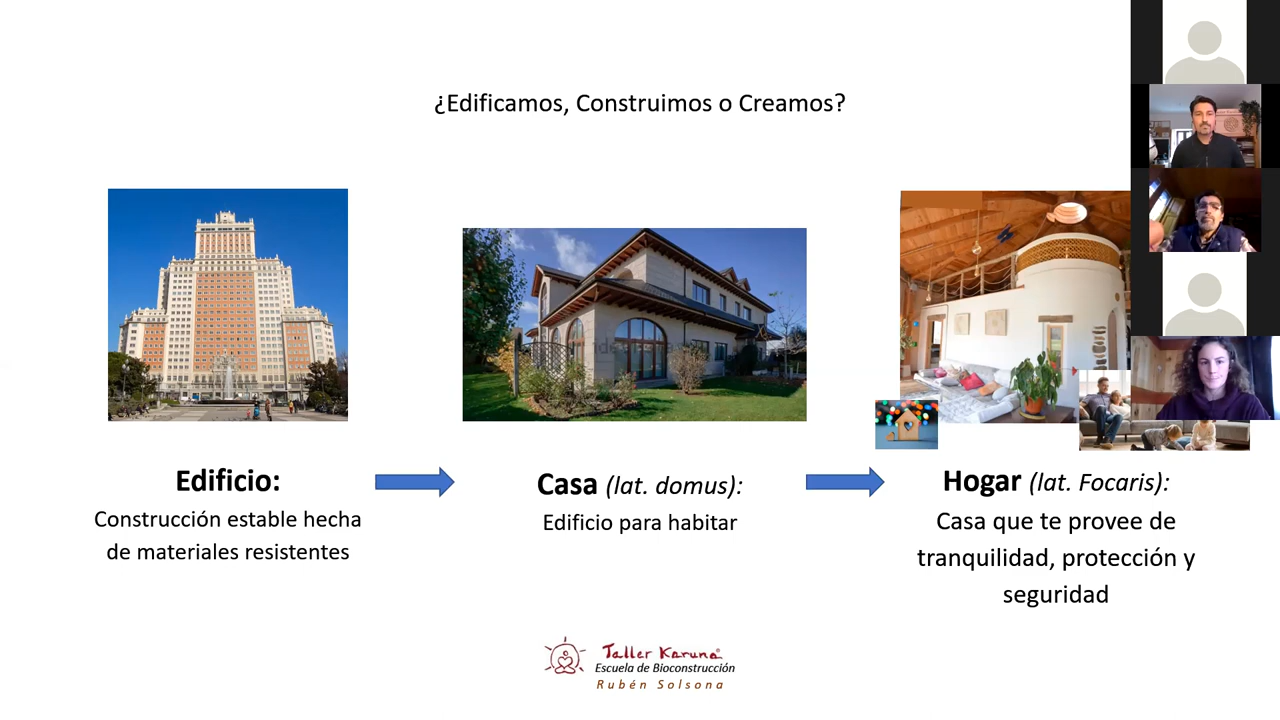 ¿Edificamos, Construimos o Creamos?
Edificio:
Construcción estable hecha
de materiales resistentes
Casa (lat. domus):
Edificio para habitar
Hogar (lat. Focaris):
Casa que te provee de
tranquilidad, protección y
seguridad
Taller Karuna
Escuela de Bioconstrucción
Rubén Solsona